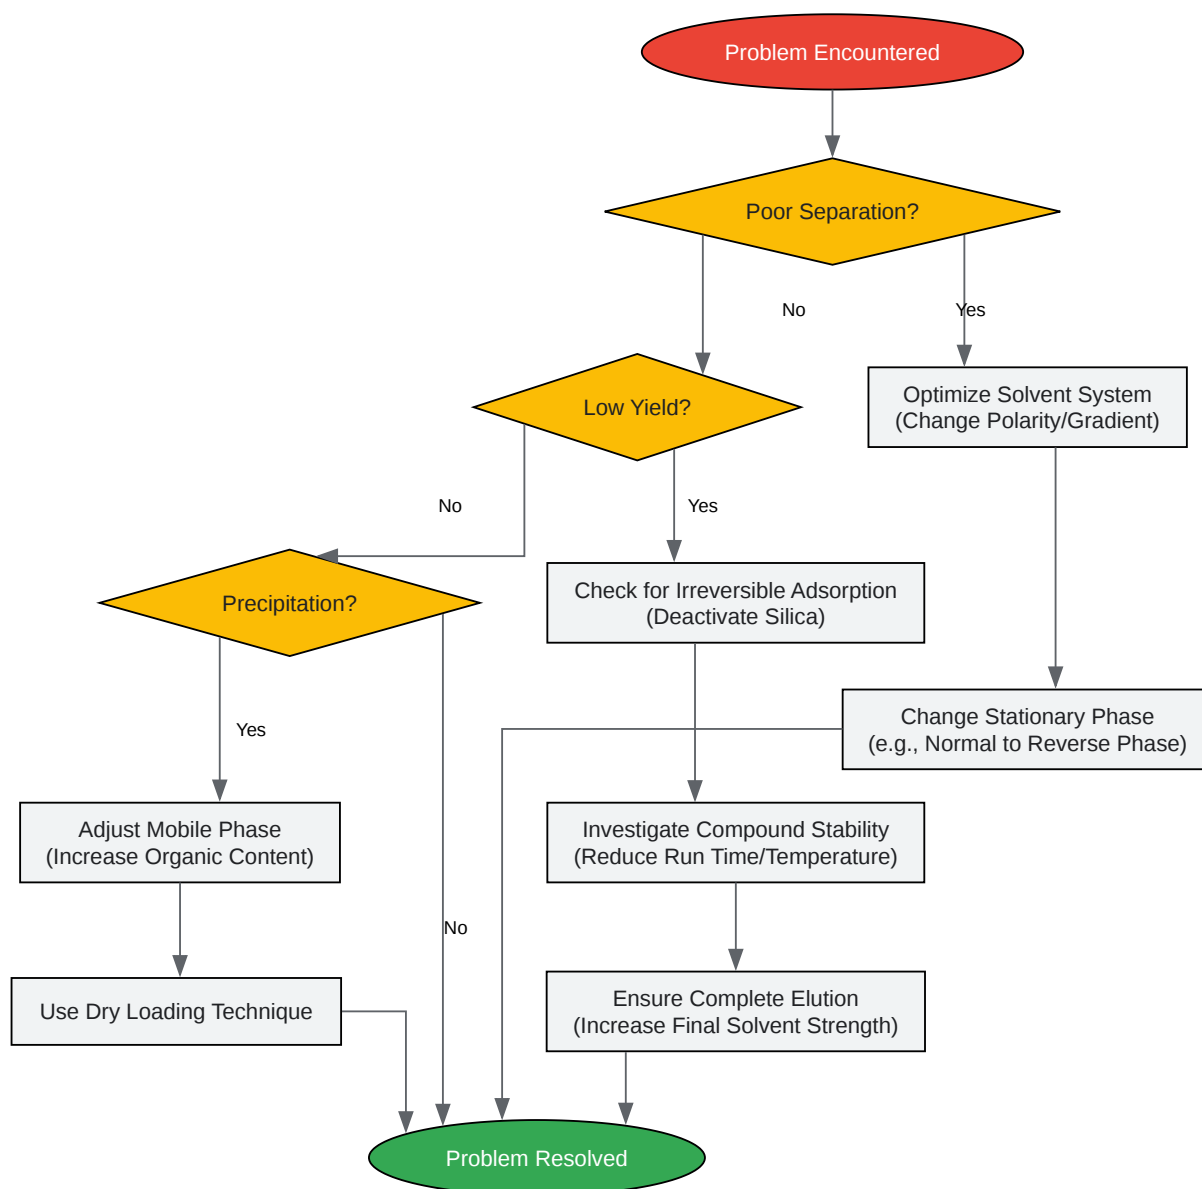 Problem Encountered
Poor Separation?
No
Yes
Low Yield?
Optimize Solvent System
(Change Polarity/Gradient)
No
Yes
Precipitation?
Check for Irreversible Adsorption
(Deactivate Silica)
Change Stationary Phase
(e.g., Normal to Reverse Phase)
Yes
Adjust Mobile Phase
(Increase Organic Content)
Investigate Compound Stability
(Reduce Run Time/Temperature)
No
Use Dry Loading Technique
Ensure Complete Elution
(Increase Final Solvent Strength)
Problem Resolved